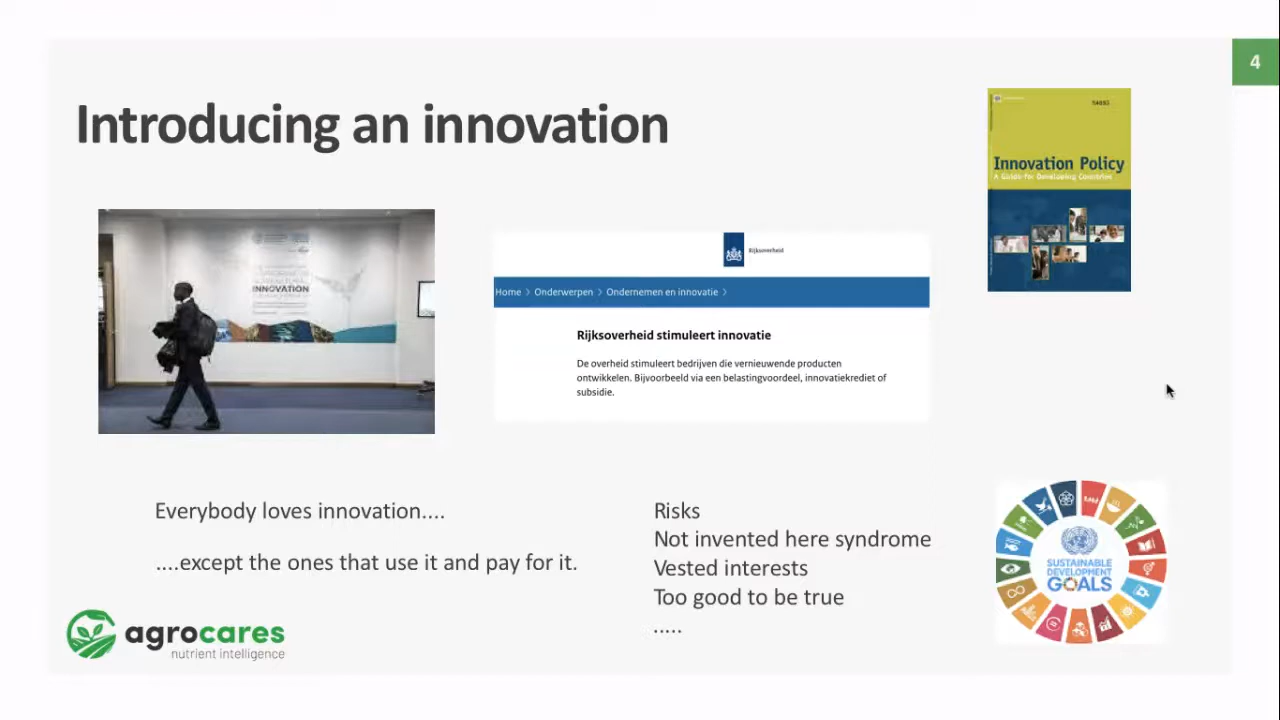 4
Introducing an innovation
54093
Innovation Policy
A Guide for Developing Countries
INNOVATION
Rijksoverheid
Home > Onderwerpen > Ondernemen en innovatie >
Rijksoverheid stimuleert innovatie
De overheid stimuleert bedrijven die vernieuwende producten
ontwikkelen. Bijvoorbeeld via een belastingvoordeel, innovatiekrediet of
subsidie.
Everybody loves innovation....
....except the ones that use it and pay for it.
Risks
Not invented here syndrome
Vested interests
Too good to be true
.....
SUSTAINABLE
DEVELOPMENT
GOALS
agrocares
nutrient intelligence